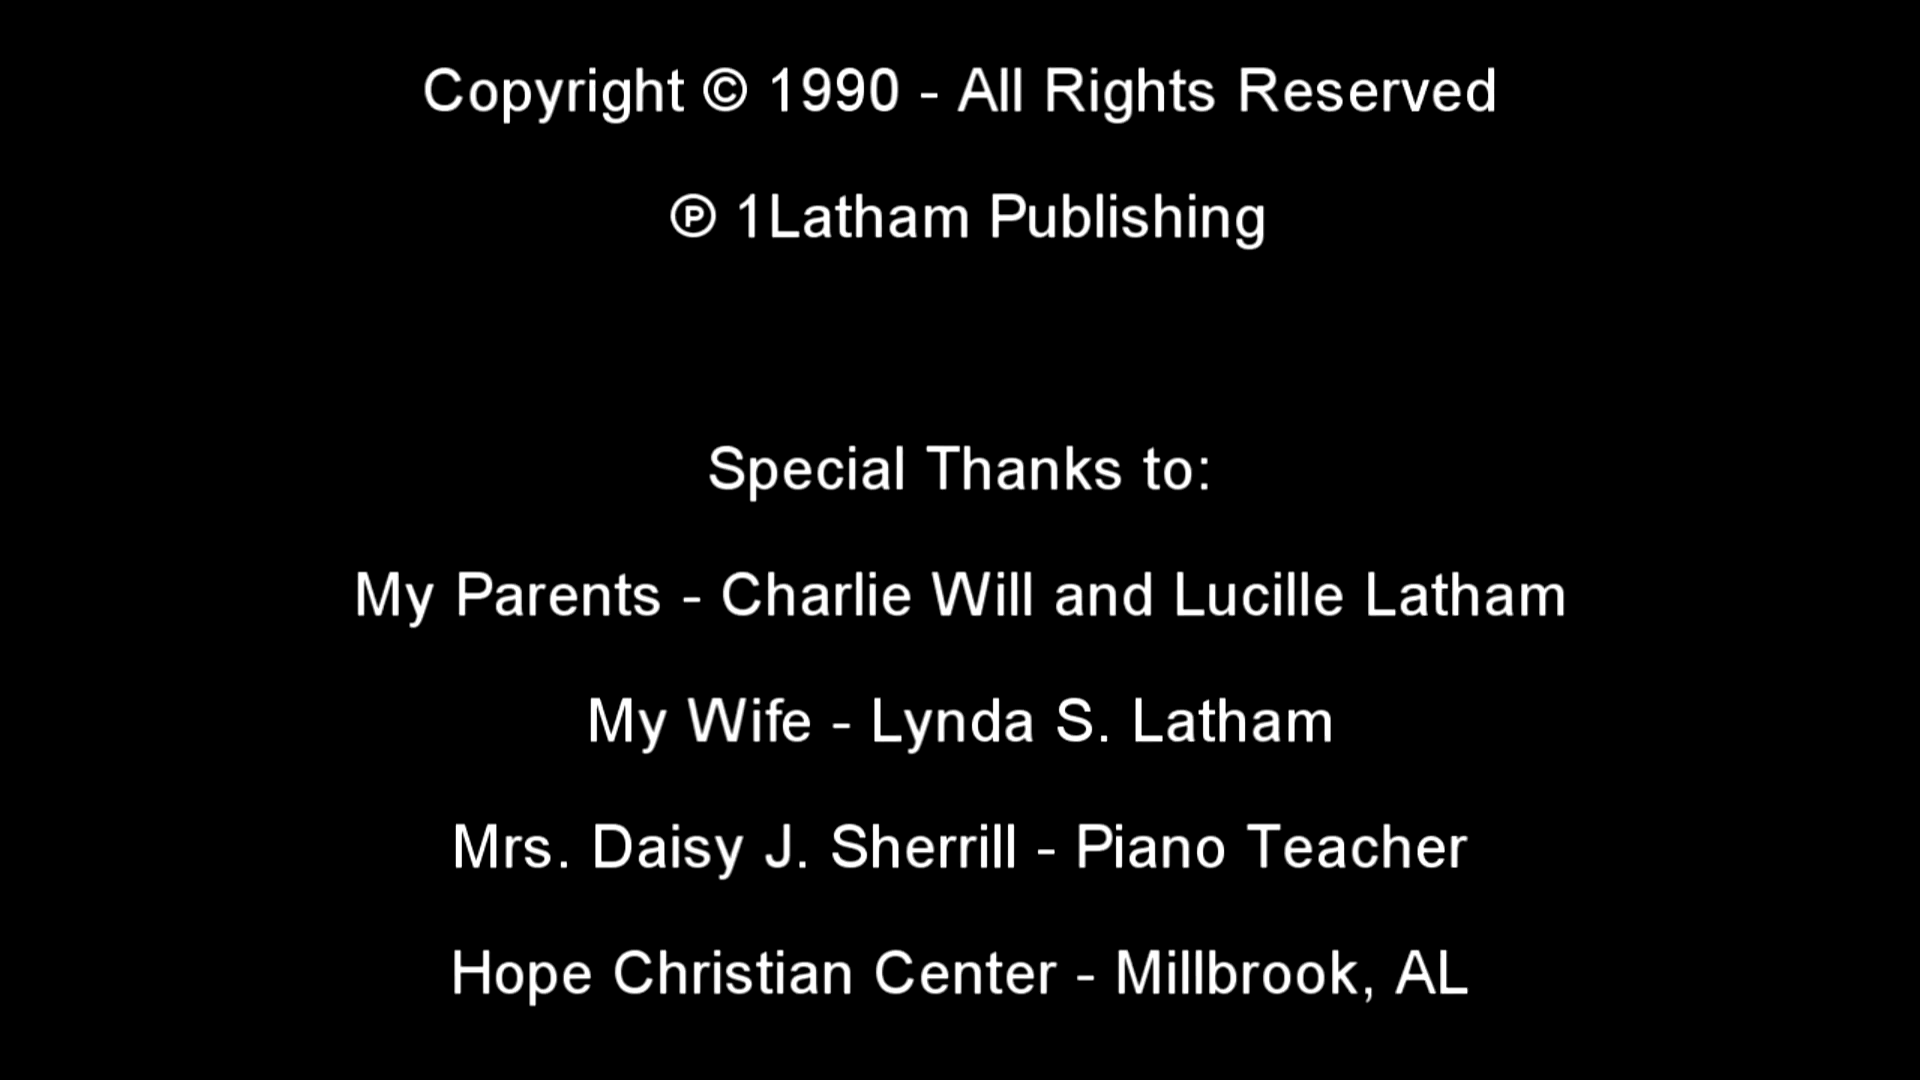 Copyright © 1990 - All Rights Reserved
℗ 1Latham Publishing
Special Thanks to:
My Parents - Charlie Will and Lucille Latham
My Wife - Lynda S. Latham
Mrs. Daisy J. Sherrill - Piano Teacher
Hope Christian Center - Millbrook, AL